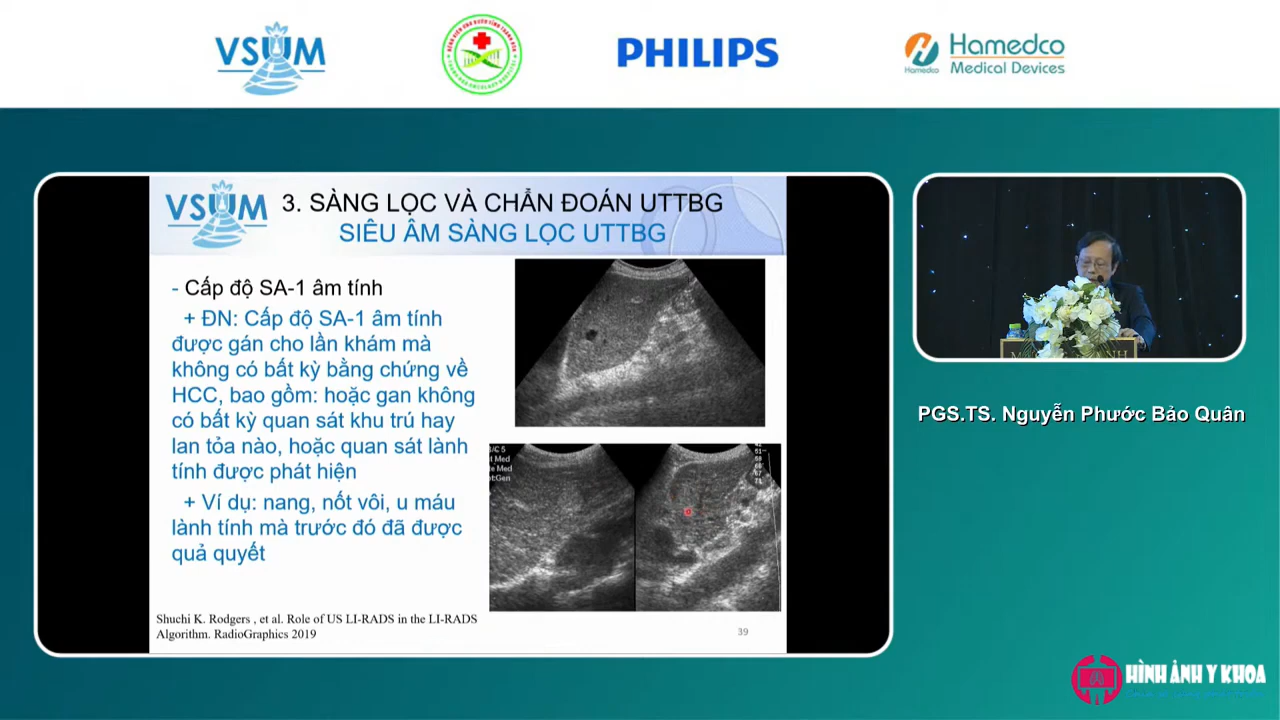 VSUM
PHILIPS
Hamedco
Hamedco
Medical Devices
VSUM
3. SÀNG LỌC VÀ CHẨN ĐOÁN UTTBG
SIÊU ÂM SÀNG LỌC UTTBG
- Cấp độ SA-1 âm tính
+ ĐN: Cấp độ SA-1 âm tính
được gán cho lần khám mà
không có bất kỳ bằng chứng về
HCC, bao gồm: hoặc gan không
có bất kỳ quan sát khu trú hay
lan tỏa nào, hoặc quan sát lành
tính được phát hiện
+ Ví dụ: nang, nốt vôi, u máu
lành tính mà trước đó đã được
quả quyết
Shuchi K. Rodgers , et al. Role of US LI-RADS in the LI-RADS
Algorithm. RadioGraphics 2019
39
PGS.TS. Nguyễn Phước Bảo Quân
HÌNH ẢNH Y KHOA